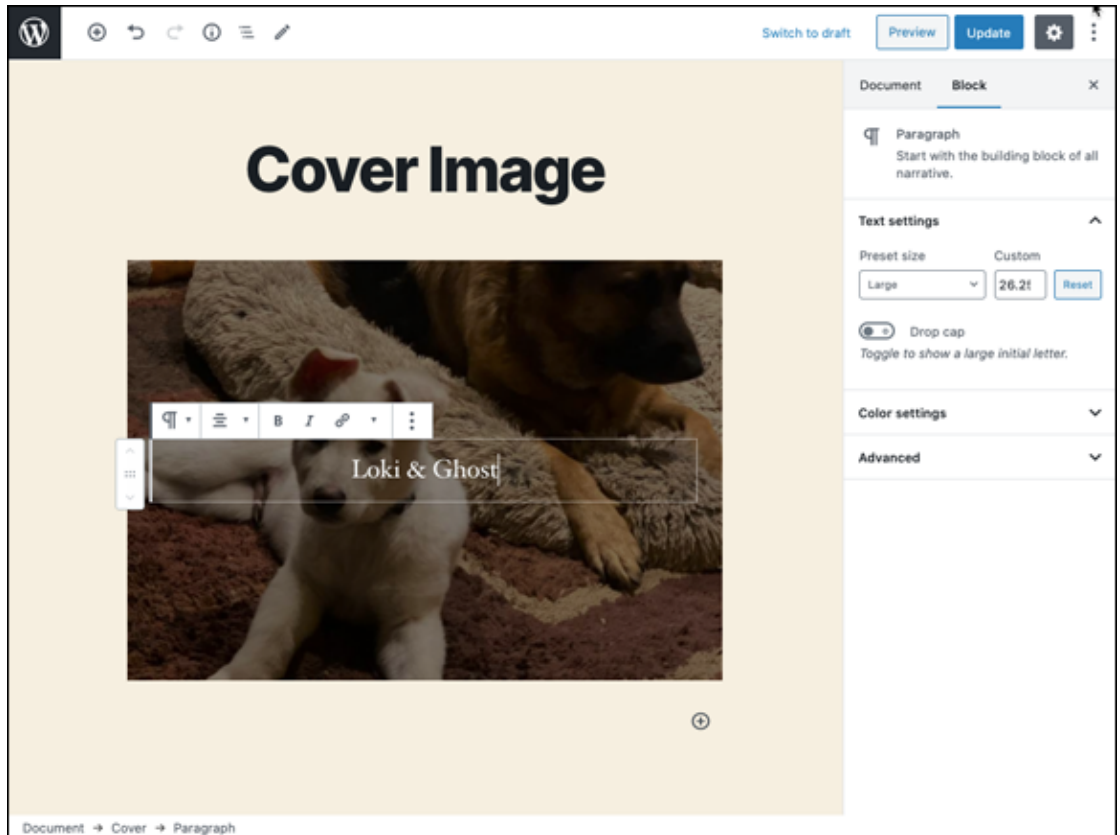 Switch to draft
Preview
Update
Document
Block
Paragraph
Start with the building block of all
narrative.
Cover Image
Text settings
Preset size
Custom
Large
Reset
Drop cap
Toggle to show a large initial letter.
B I
Loki & Ghost
Color settings
Advanced
Document → Cover → Paragraph